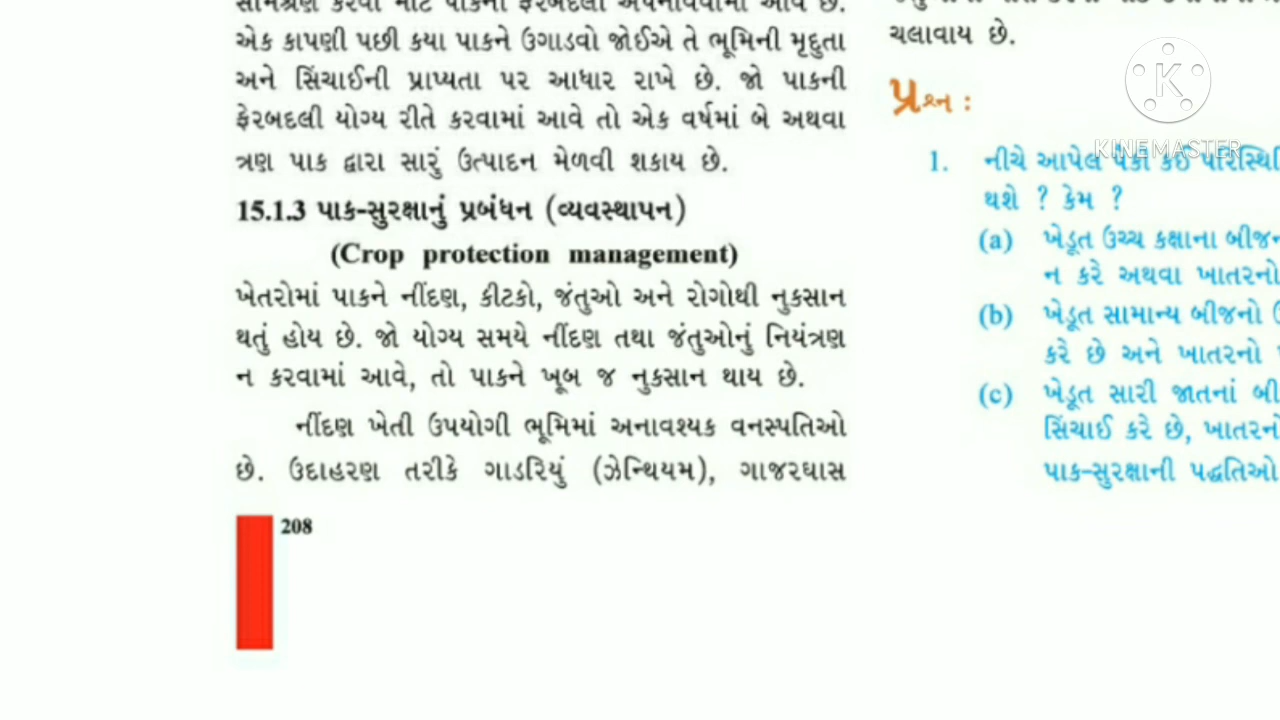 એક કાપણી પછી કયા પાકને ઉગાડવો જોઈએ તે ભૂમિની મૃદુતા
અને સિંચાઈની પ્રાપ્યતા પર આધાર રાખે છે. જો પાકની
ફેરબદલી યોગ્ય રીતે કરવામાં આવે તો એક વર્ષમાં બે અથવા
ત્રણ પાક દ્વારા સારું ઉત્પાદન મેળવી શકાય છે.
15.1.3 પાક-સુરક્ષાનું પ્રબંધન (વ્યવસ્થાપન)
(Crop protection management)
ખેતરોમાં પાકને નીંદણ, કીટકો, જંતુઓ અને રોગોથી નુકસાન
થતું હોય છે. જો યોગ્ય સમયે નીંદણ તથા જંતુઓનું નિયંત્રણ
ન કરવામાં આવે, તો પાકને ખૂબ જ નુકસાન થાય છે.
નીંદણ ખેતી ઉપયોગી ભૂમિમાં અનાવશ્યક વનસ્પતિઓ
છે. ઉદાહરણ તરીકે ગાડરિયું (ઝેન્થિયમ), ગાજરઘાસ
208
ચલાવાય છે.
પ્રશ્ન :
1. નીચે આપેલ પૈકી કઈ
થશે ? કેમ ?
(a) ખેડૂત ઉચ્ચ કક્ષાના
ન કરે અથવા ખાતરનો
(b) ખેડૂત સામાન્ય બીજનો
કરે છે અને ખાતરનો
(c) ખેડૂત સારી જાતનાં
સિંચાઈ કરે છે, ખાતરનો
પાક-સુરક્ષાની પદ્ધતિઓ
K
KINEMASTER